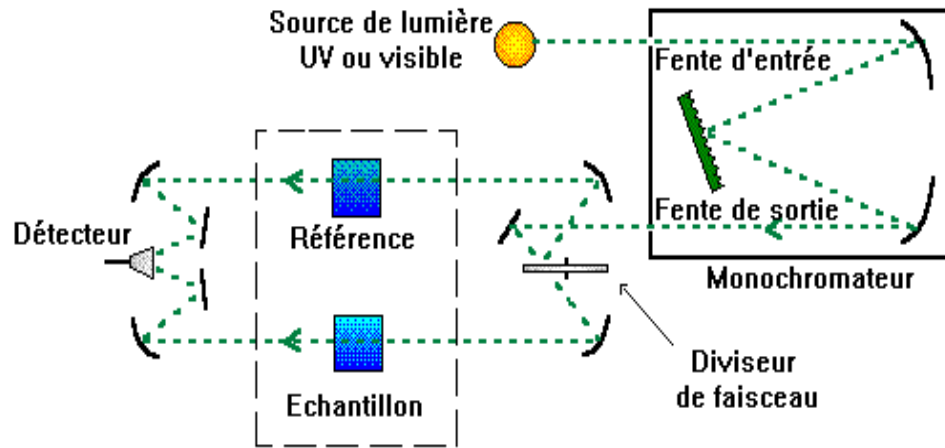 Source de lumière
UV ou visible
Fente d'entrée
Fente de sortie
Monochromateur
Détecteur
Référence
Echantillon
Diviseur
de faisceau